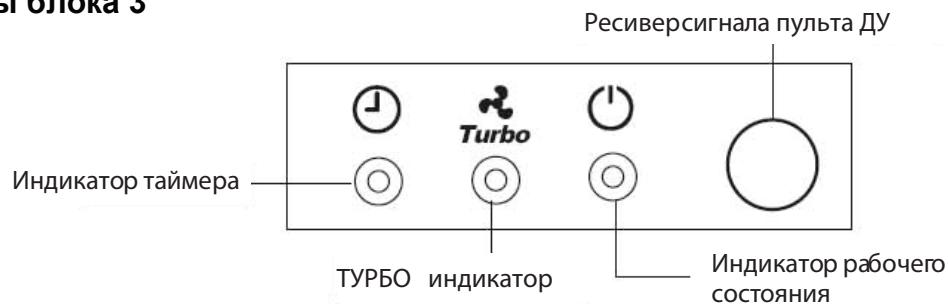 ы блока 3
Ресиверсигнала пульта ДУ
Turbo
Индикатор таймера
ТУРБО индикатор
Индикатор рабочего
состояния